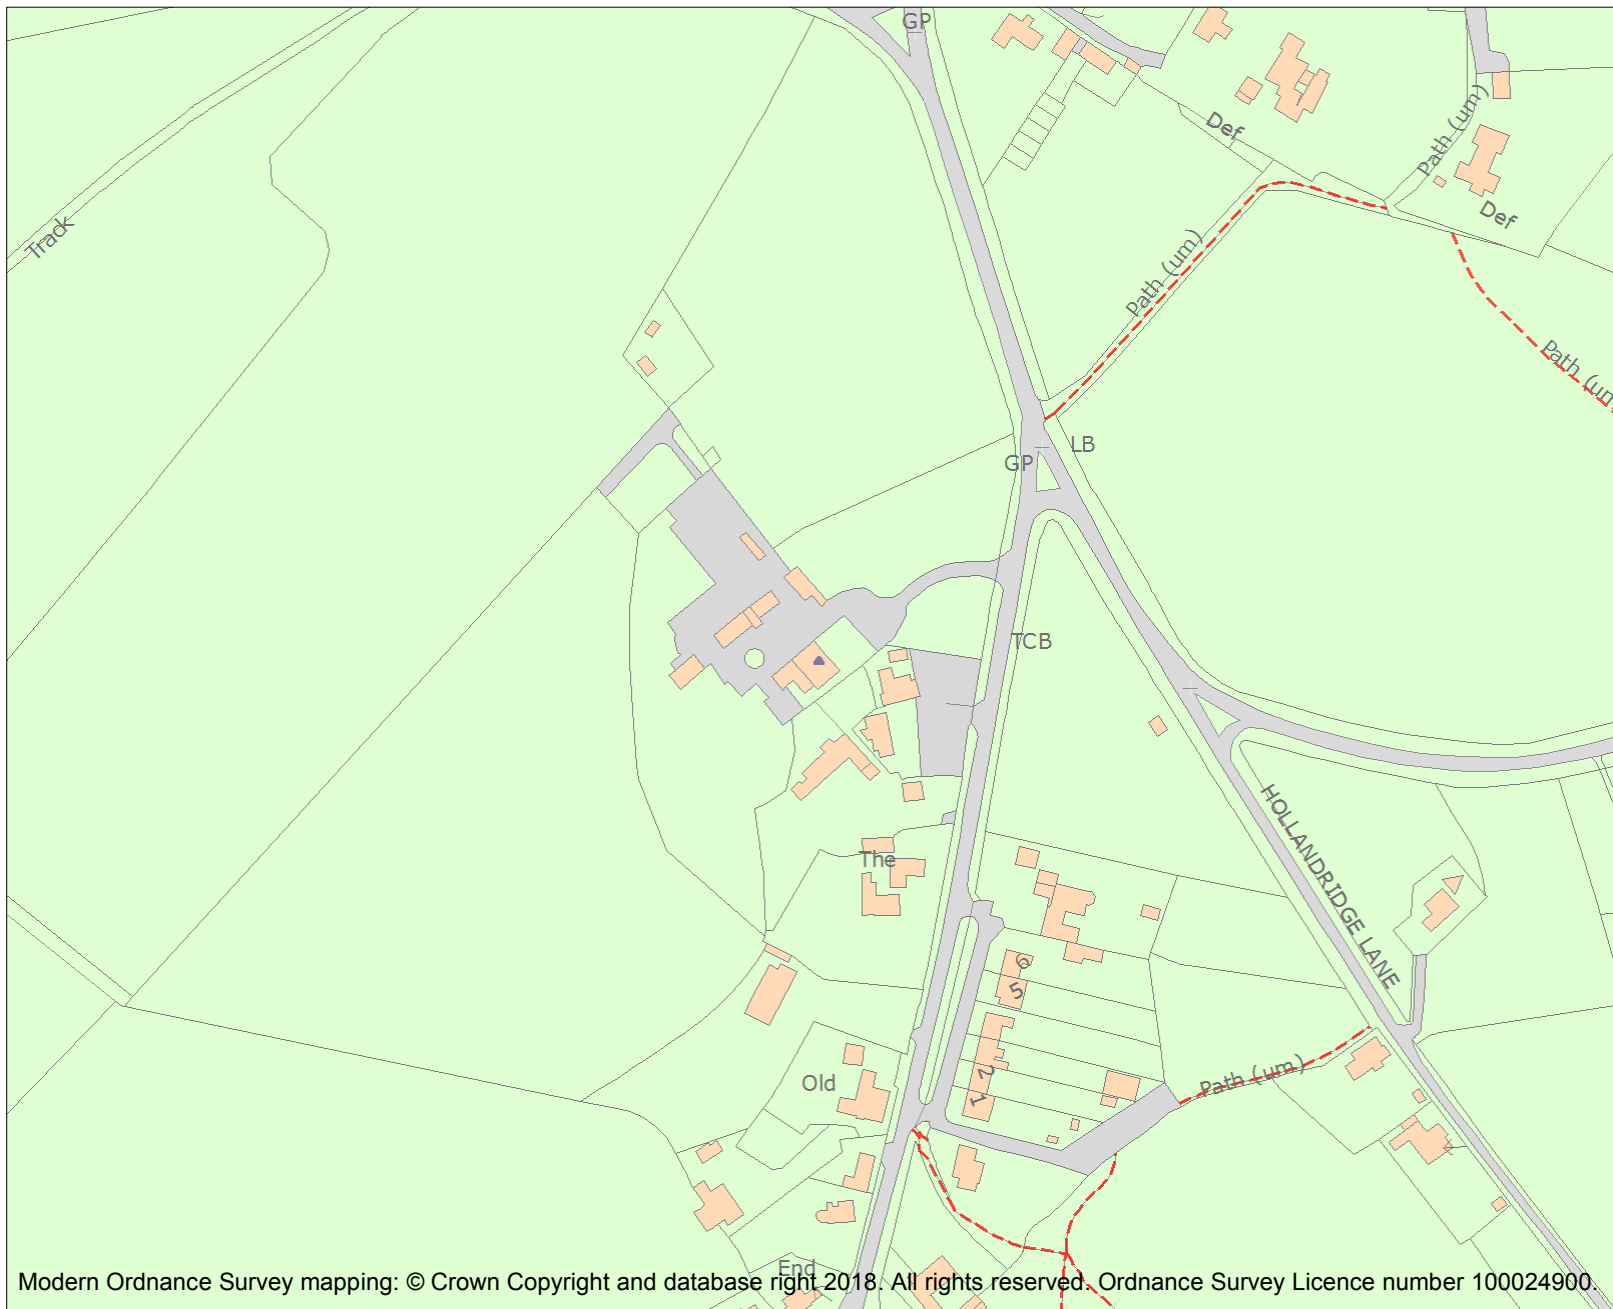 GP
Def
Path (um)
Def
Track
Path (um)
Path (um
LB
GP
TCB
HOLLANDRIDGE LANE
The
6
5
2
1
Path (um)
Old
End
Modern Ordnance Survey mapping: © Crown Copyright and database right 2018. All rights reserved. Ordnance Survey Licence number 100024900.